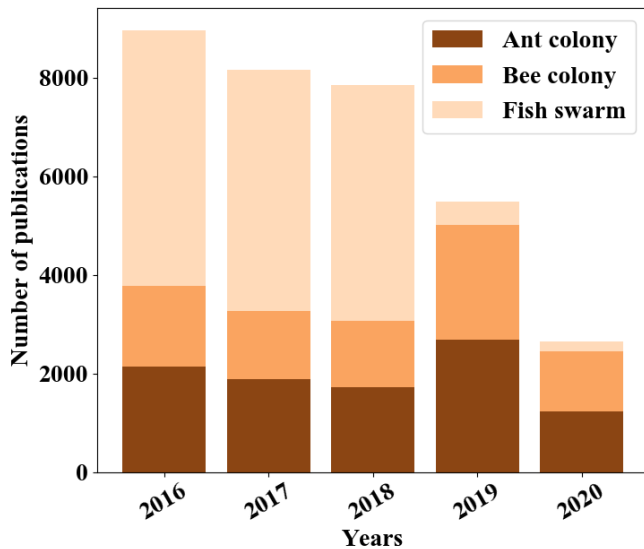 Ant colony
Bee colony
Fish swarm
Number of publications
8000
6000
4000
2000
0
2016
2017
2018
2019
2020
Years